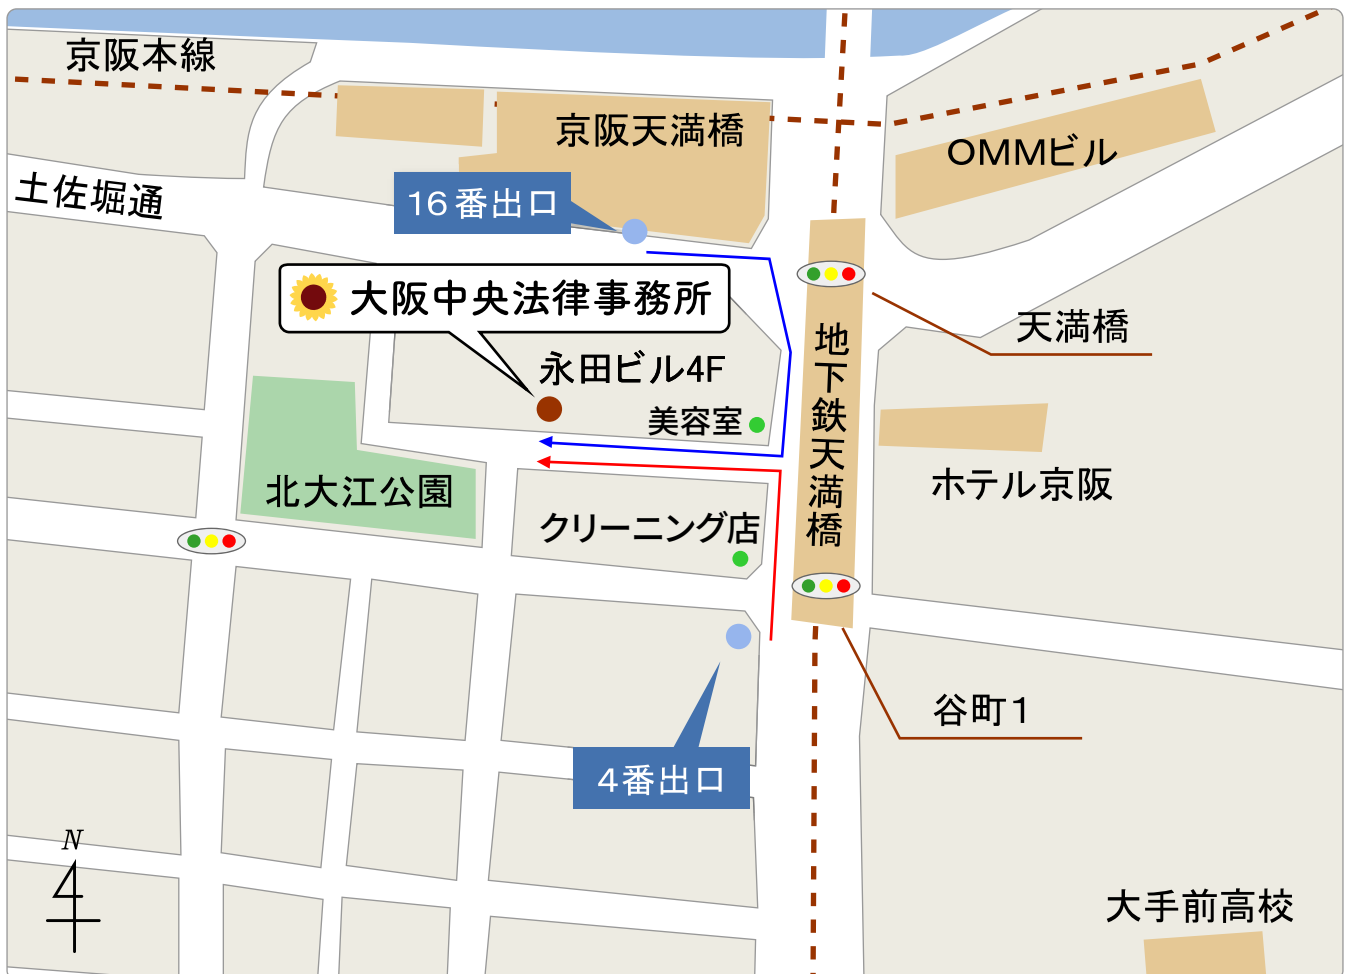 京阪本線
京阪天満橋
OMMビル
土佐堀通
16番出口
大阪中央法律事務所
天満橋
地下鉄天満橋
永田ビル4F
美容室
ホテル京阪
北大江公園
クリーニング店
谷町1
4番出口
N
大手前高校